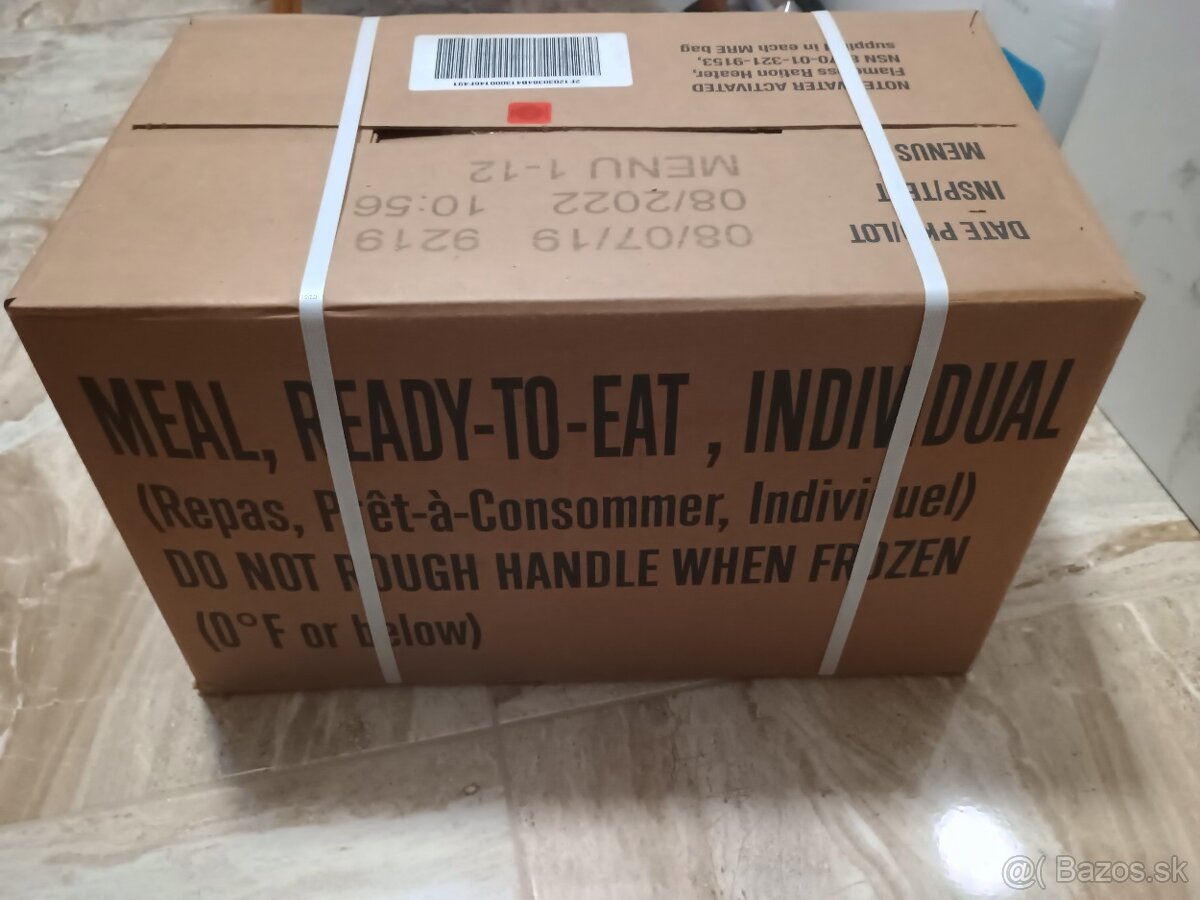 2F12030384B413000146F491
NOTE: WATER ACTIVATED
Flameless Ration Heater,
NSN 8970-01-321-9153,
supplied in each MRE bag
DATE PKG/LOT 08/07/19 9219
INSP/TEST 08/2022 10:56
MENUS MENU 1-12
MEAL, READY-TO-EAT , INDIVIDUAL
(Repas, Prêt-à-Consommer, Individuel)
DO NOT ROUGH HANDLE WHEN FROZEN
(0°F or below)
@( Bazos.sk